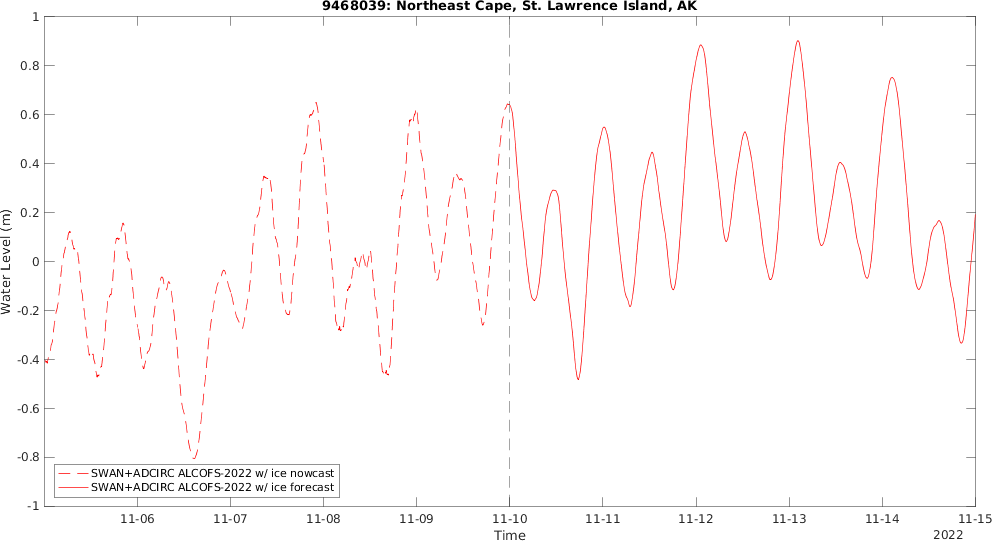 9468039: Northeast Cape, St. Lawrence Island, AK
Water Level (m)
1
0.8
0.6
0.4
0.2
0
-0.2
-0.4
-0.6
-0.8
-1
SWAN+ADCIRC ALCOFS-2022 w/ ice nowcast
SWAN+ADCIRC ALCOFS-2022 w/ ice forecast
11-06 11-07 11-08 11-09 11-10 11-11 11-12 11-13 11-14 11-15
Time
2022